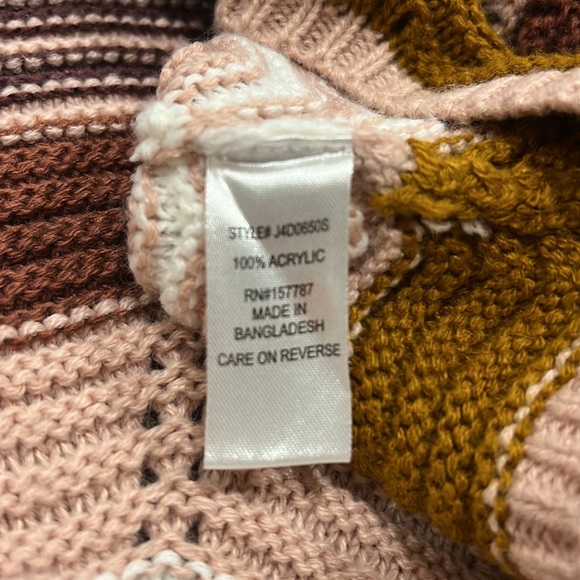 STYLE# J4D0650S
100% ACRYLIC
RN#157787
MADE IN
BANGLADESH
CARE ON REVERSE